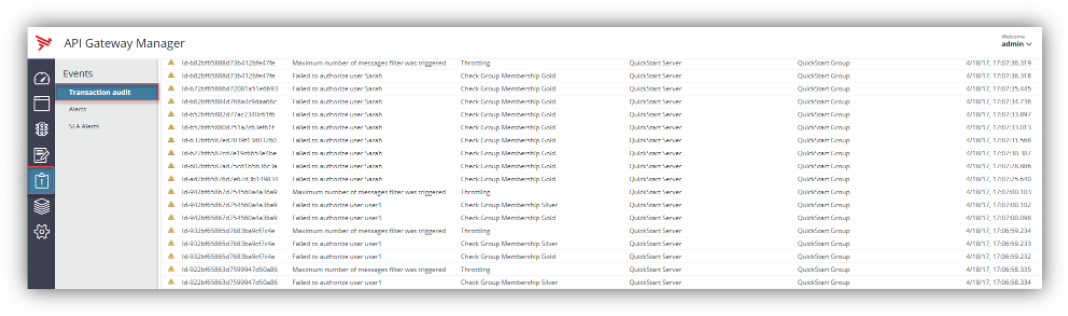 API Gateway Manager
Welcome
admin
Events
Transaction audit
Alerts
SLA Alerts
Id-b82bf65888d73b412bfe47fe Maximum number of messages filter was triggered Throttling QuickStart Server QuickStart Group 4/18/17, 17:07:36.319
Id-b82bf65888d73b412bfe47fe Failed to authorize user Sarah Check Group Membership Gold QuickStart Server QuickStart Group 4/18/17, 17:07:36.318
Id-672bf65886d72081a51e6b93 Failed to authorize user Sarah Check Group Membership Gold QuickStart Server QuickStart Group 4/18/17, 17:07:35.445
Failed to authorize user Sarah Check Group Membership Gold QuickStart Server QuickStart Group 4/18/17, 17:07:34.736
Failed to authorize user Sarah Check Group Membership Gold QuickStart Server QuickStart Group 4/18/17, 17:07:33.897
Failed to authorize user Sarah Check Group Membership Gold QuickStart Server QuickStart Group 4/18/17, 17:07:33.013
Failed to authorize user Sarah Check Group Membership Gold QuickStart Server QuickStart Group 4/18/17, 17:07:31.568
Failed to authorize user Sarah Check Group Membership Gold QuickStart Server QuickStart Group 4/18/17, 17:07:30.307
Failed to authorize user Sarah Check Group Membership Gold QuickStart Server QuickStart Group 4/18/17, 17:07:28.886
Failed to authorize user Sarah Check Group Membership Gold QuickStart Server QuickStart Group 4/18/17, 17:07:25.640
Id-942bf65867d754560a4a36a9 Maximum number of messages filter was triggered Throttling QuickStart Server QuickStart Group 4/18/17, 17:07:00.103
Id-942bf65867d754560a4a36a9 Failed to authorize user user1 Check Group Membership Silver QuickStart Server QuickStart Group 4/18/17, 17:07:00.102
Id-942bf65867d754560a4a36a9 Failed to authorize user user1 Check Group Membership Gold QuickStart Server QuickStart Group 4/18/17, 17:07:00.098
Id-932bf65865d7683ba9cf7c4e Maximum number of messages filter was triggered Throttling QuickStart Server QuickStart Group 4/18/17, 17:06:59.234
Id-932bf65865d7683ba9cf7c4e Failed to authorize user user1 Check Group Membership Silver QuickStart Server QuickStart Group 4/18/17, 17:06:59.233
Id-932bf65865d7683ba9cf7c4e Failed to authorize user user1 Check Group Membership Gold QuickStart Server QuickStart Group 4/18/17, 17:06:59.232
Id-922bf65863d7599947d50a86 Maximum number of messages filter was triggered Throttling QuickStart Server QuickStart Group 4/18/17, 17:06:58.335
Id-922bf65863d7599947d50a86 Failed to authorize user user1 Check Group Membership Silver QuickStart Server QuickStart Group 4/18/17, 17:06:58.334